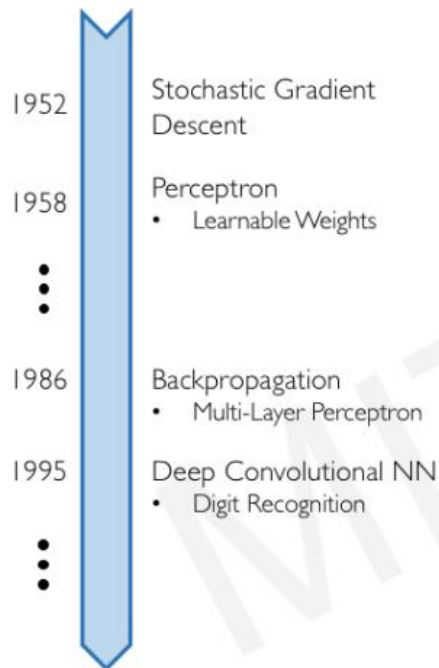 1952
Stochastic Gradient
Descent
1958
Perceptron
• Learnable Weights
1986
Backpropagation
• Multi-Layer Perceptron
1995
Deep Convolutional NN
• Digit Recognition